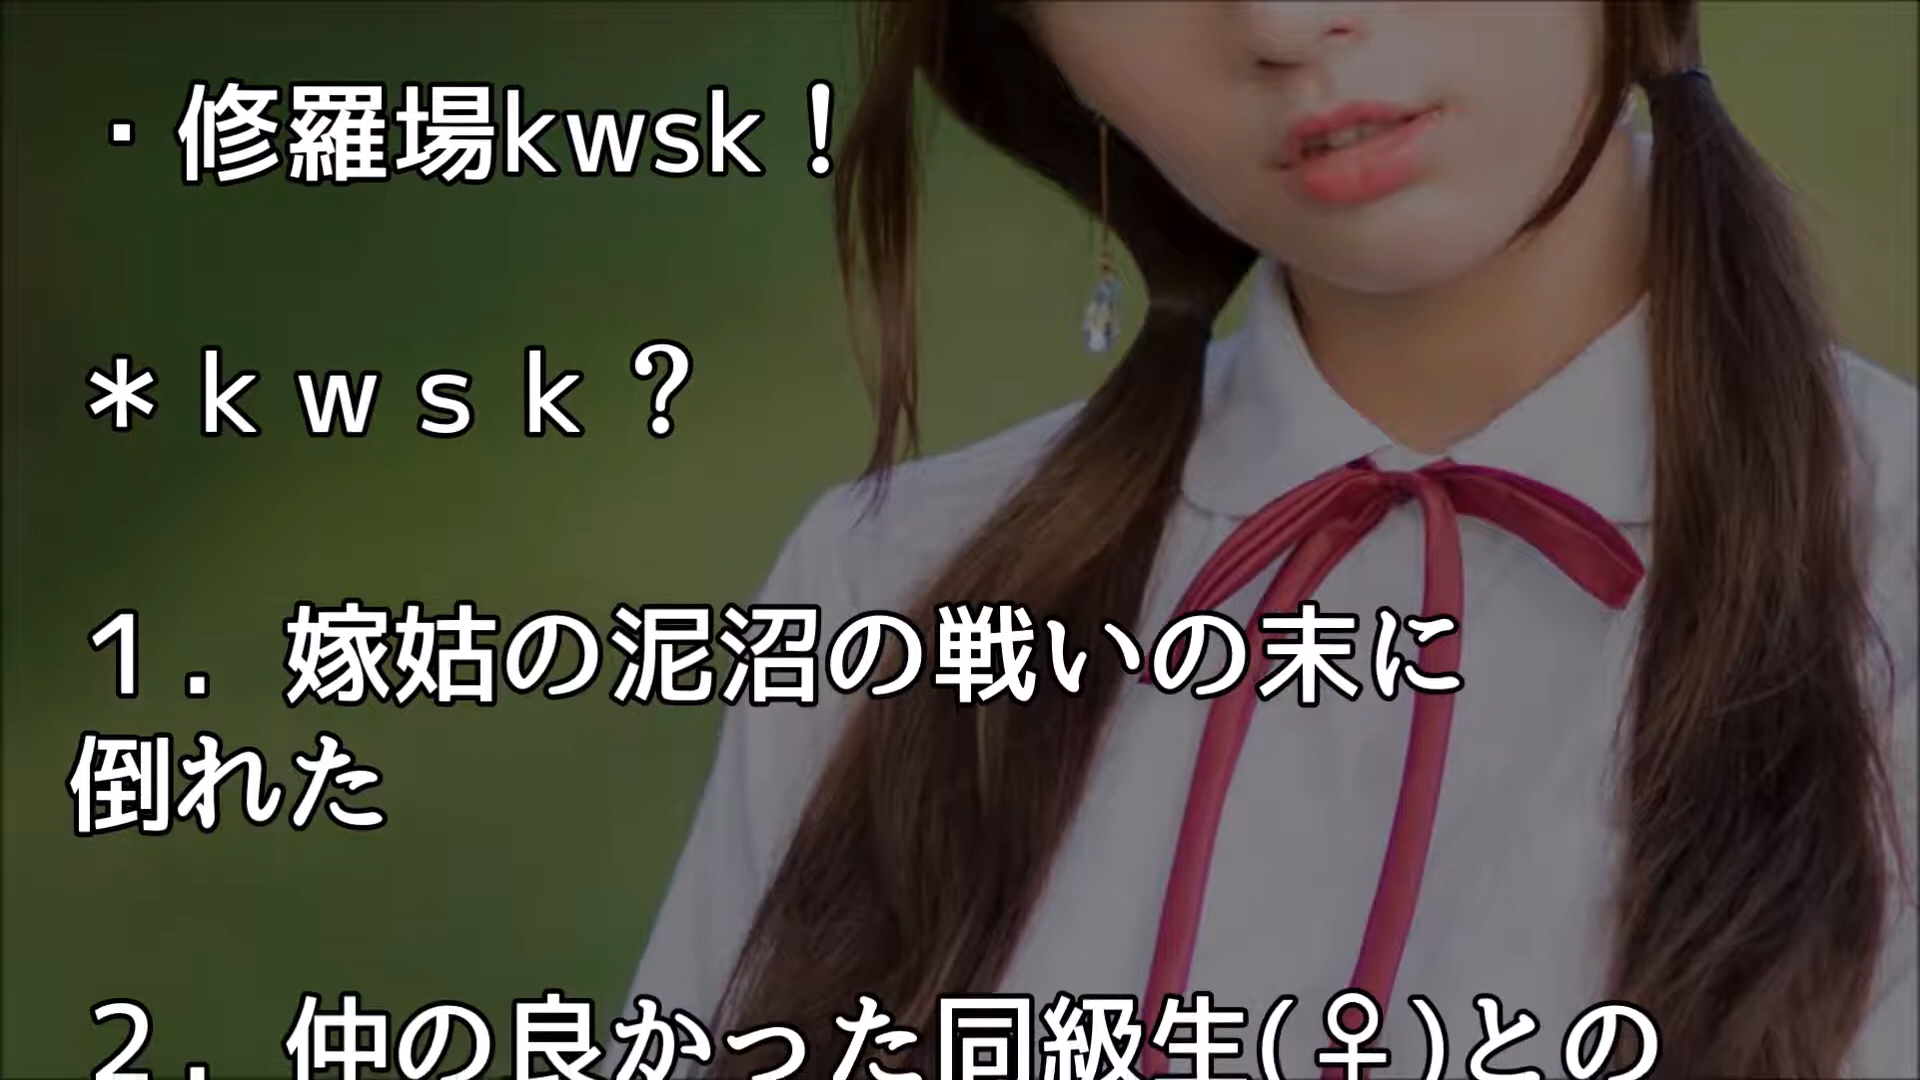 ・修羅場kwsk！
＊ｋｗｓｋ？
１．嫁姑の泥沼の戦いの末に
倒れた
２．仲の良かった同級生(♀)との